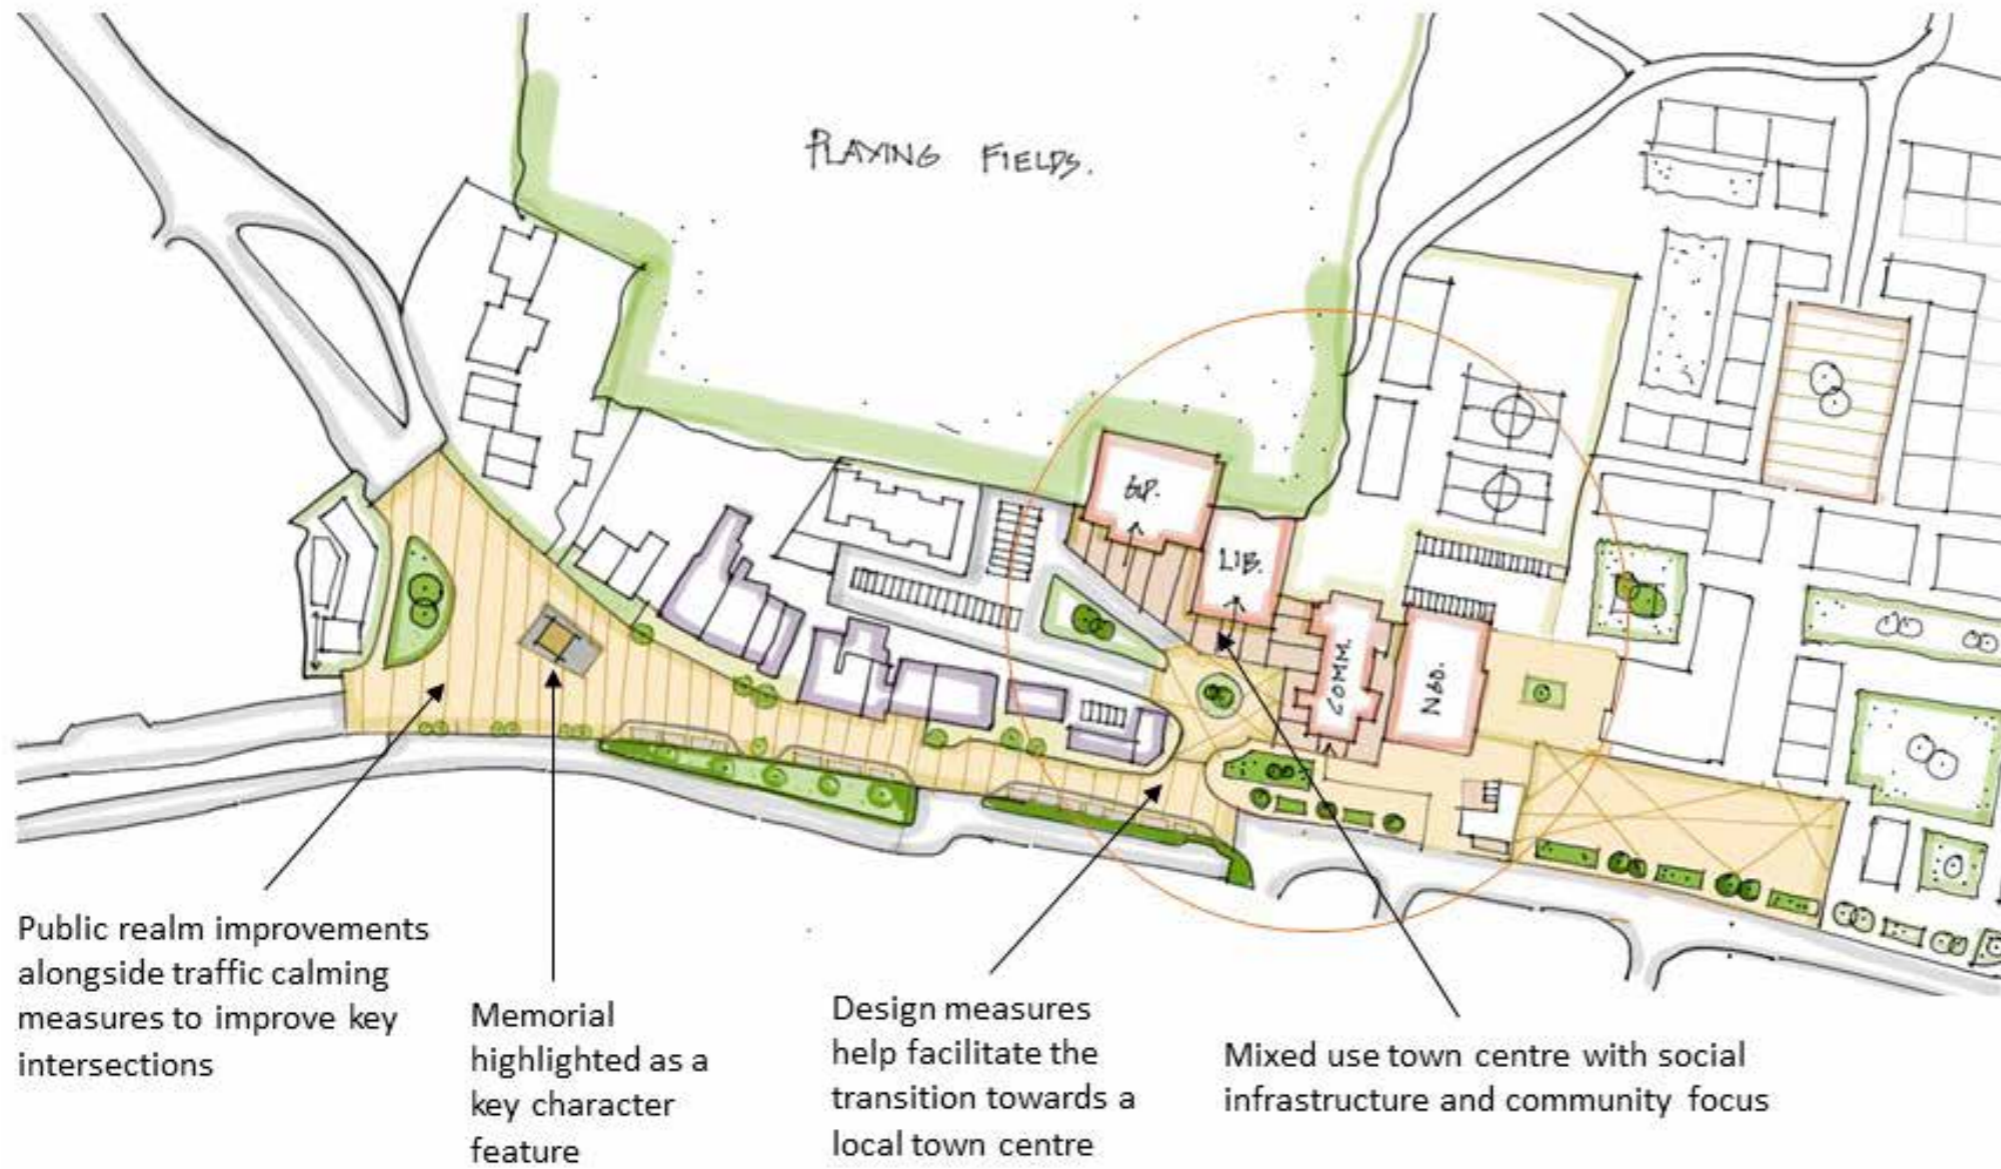 PLAYING FIELDS.
GP.
LIB.
COMM.
Public realm improvements
alongside traffic calming
measures to improve key
intersections
Memorial
highlighted as a
key character
feature
Design measures
help facilitate the
transition towards a
local town centre
Mixed use town centre with social
infrastructure and community focus